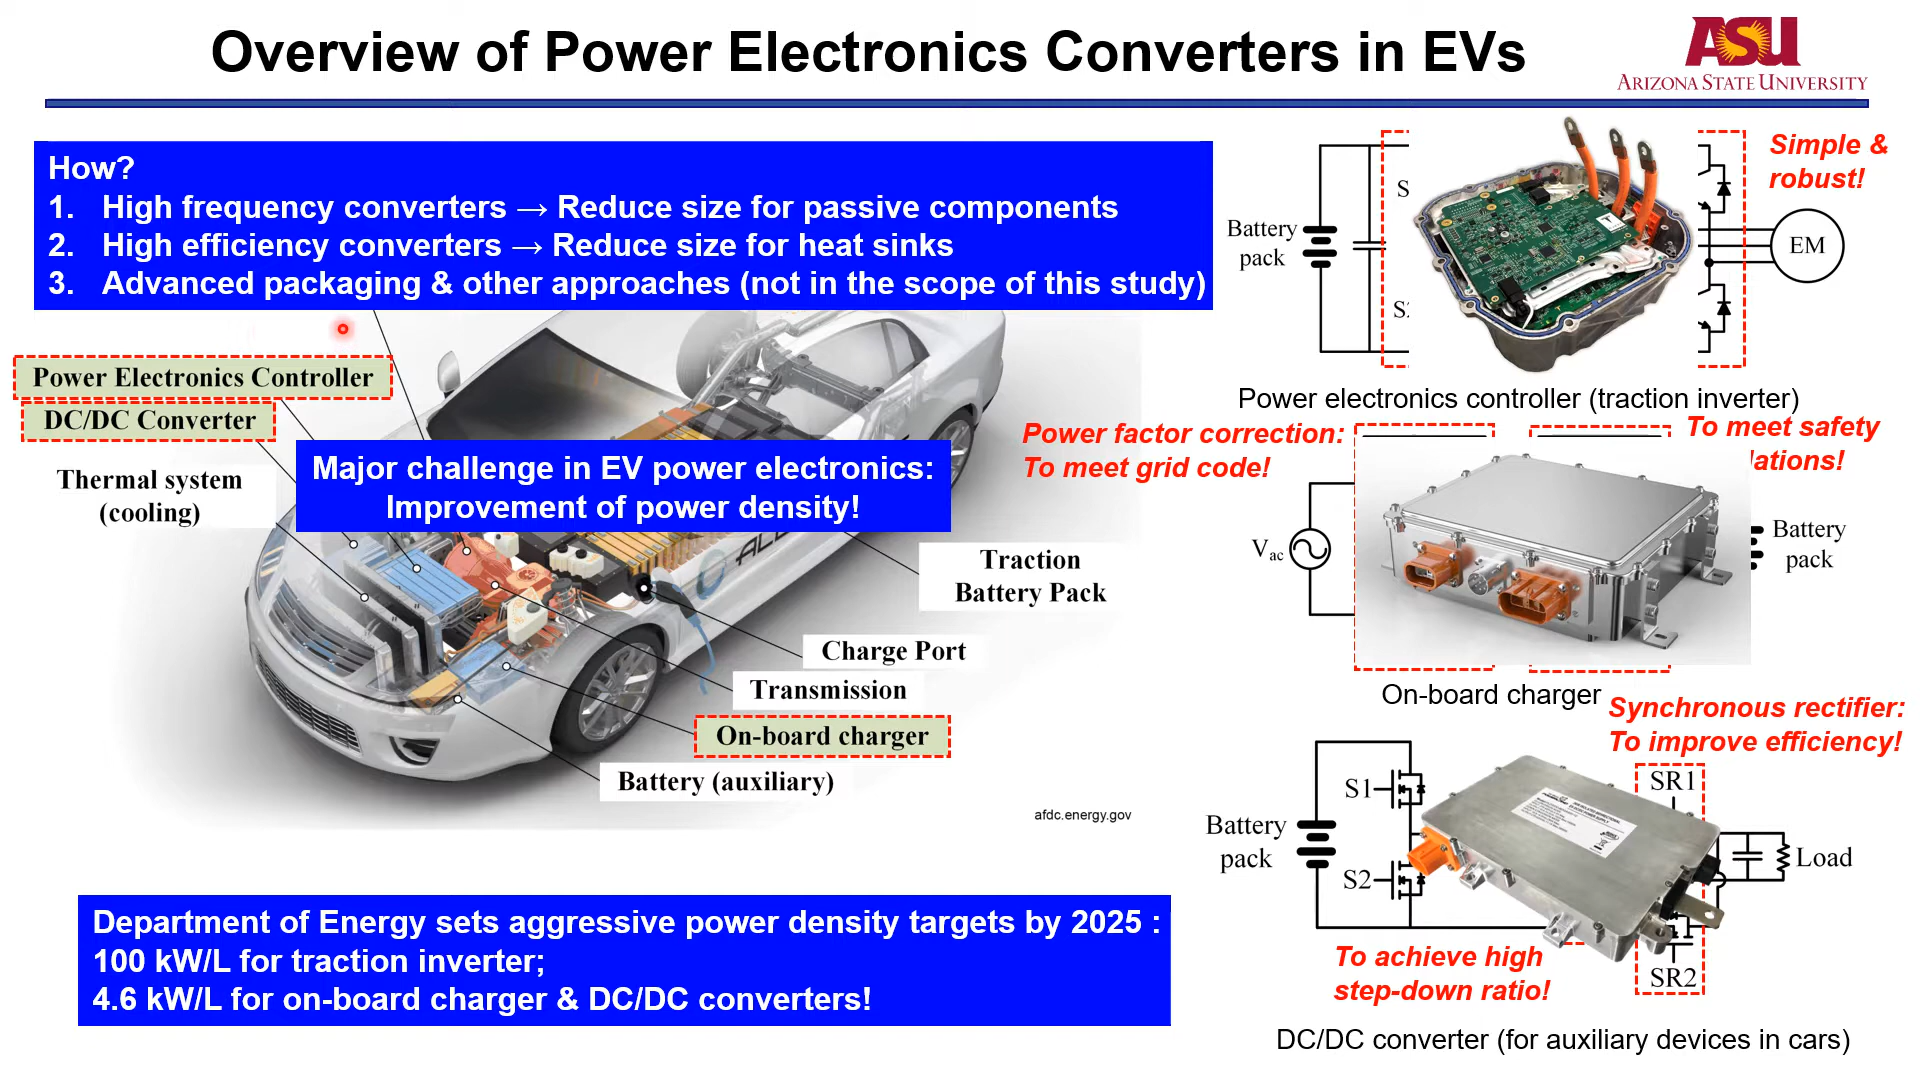 Overview of Power Electronics Converters in EVs
ASU
ARIZONA STATE UNIVERSITY
How?
1. High frequency converters → Reduce size for passive components
2. High efficiency converters → Reduce size for heat sinks
3. Advanced packaging & other approaches (not in the scope of this study)
Power Electronics Controller
DC/DC Converter
Thermal system
(cooling)
Major challenge in EV power electronics:
Improvement of power density!
Traction
Battery Pack
Charge Port
Transmission
On-board charger
Battery (auxiliary)
afdc.energy.gov
Department of Energy sets aggressive power density targets by 2025 :
100 kW/L for traction inverter;
4.6 kW/L for on-board charger & DC/DC converters!
Simple &
robust!
Battery
pack
S
S
EM
Power electronics controller (traction inverter)
Power factor correction:
To meet grid code!
To meet safety
lations!
Vac
Battery
pack
On-board charger
Synchronous rectifier:
To improve efficiency!
Battery
pack
S1
S2
SR1
SR2
Load
To achieve high
step-down ratio!
DC/DC converter (for auxiliary devices in cars)